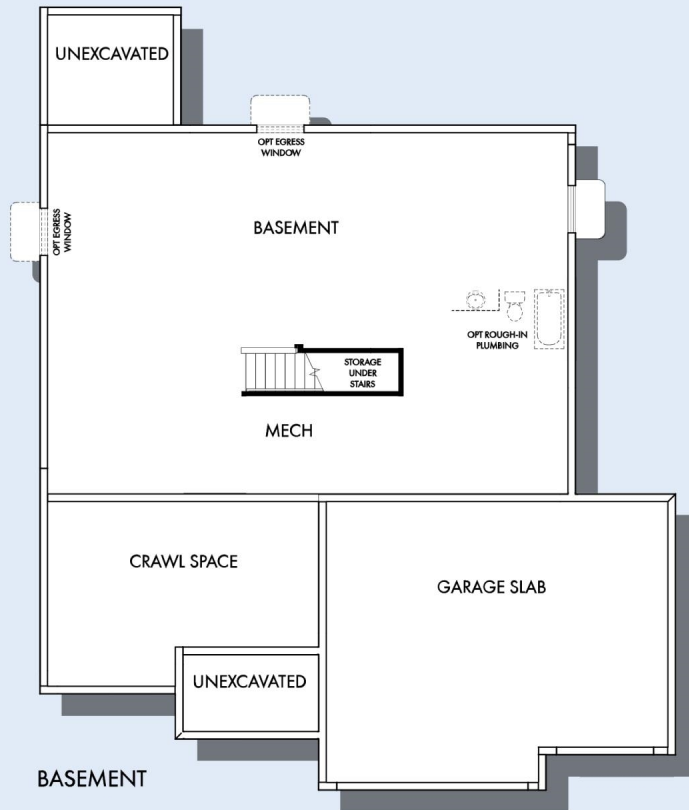 UNEXCAVATED
OPT EGRESS
WINDOW
OPT EGRESS
WINDOW
BASEMENT
OPT ROUGH-IN
PLUMBING
STORAGE
UNDER
STAIRS
MECH
CRAWL SPACE
GARAGE SLAB
UNEXCAVATED
BASEMENT